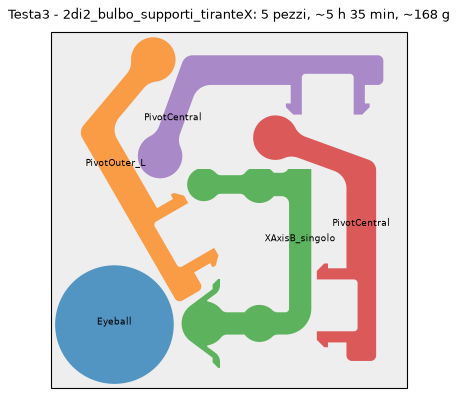 Testa3 - 2di2_bulbo_supporti_tiranteX: 5 pezzi, ~5 h 35 min, ~168 g
PivotCentral
PivotOuter_L
PivotCentral
XAxisB_singolo
Eyeball